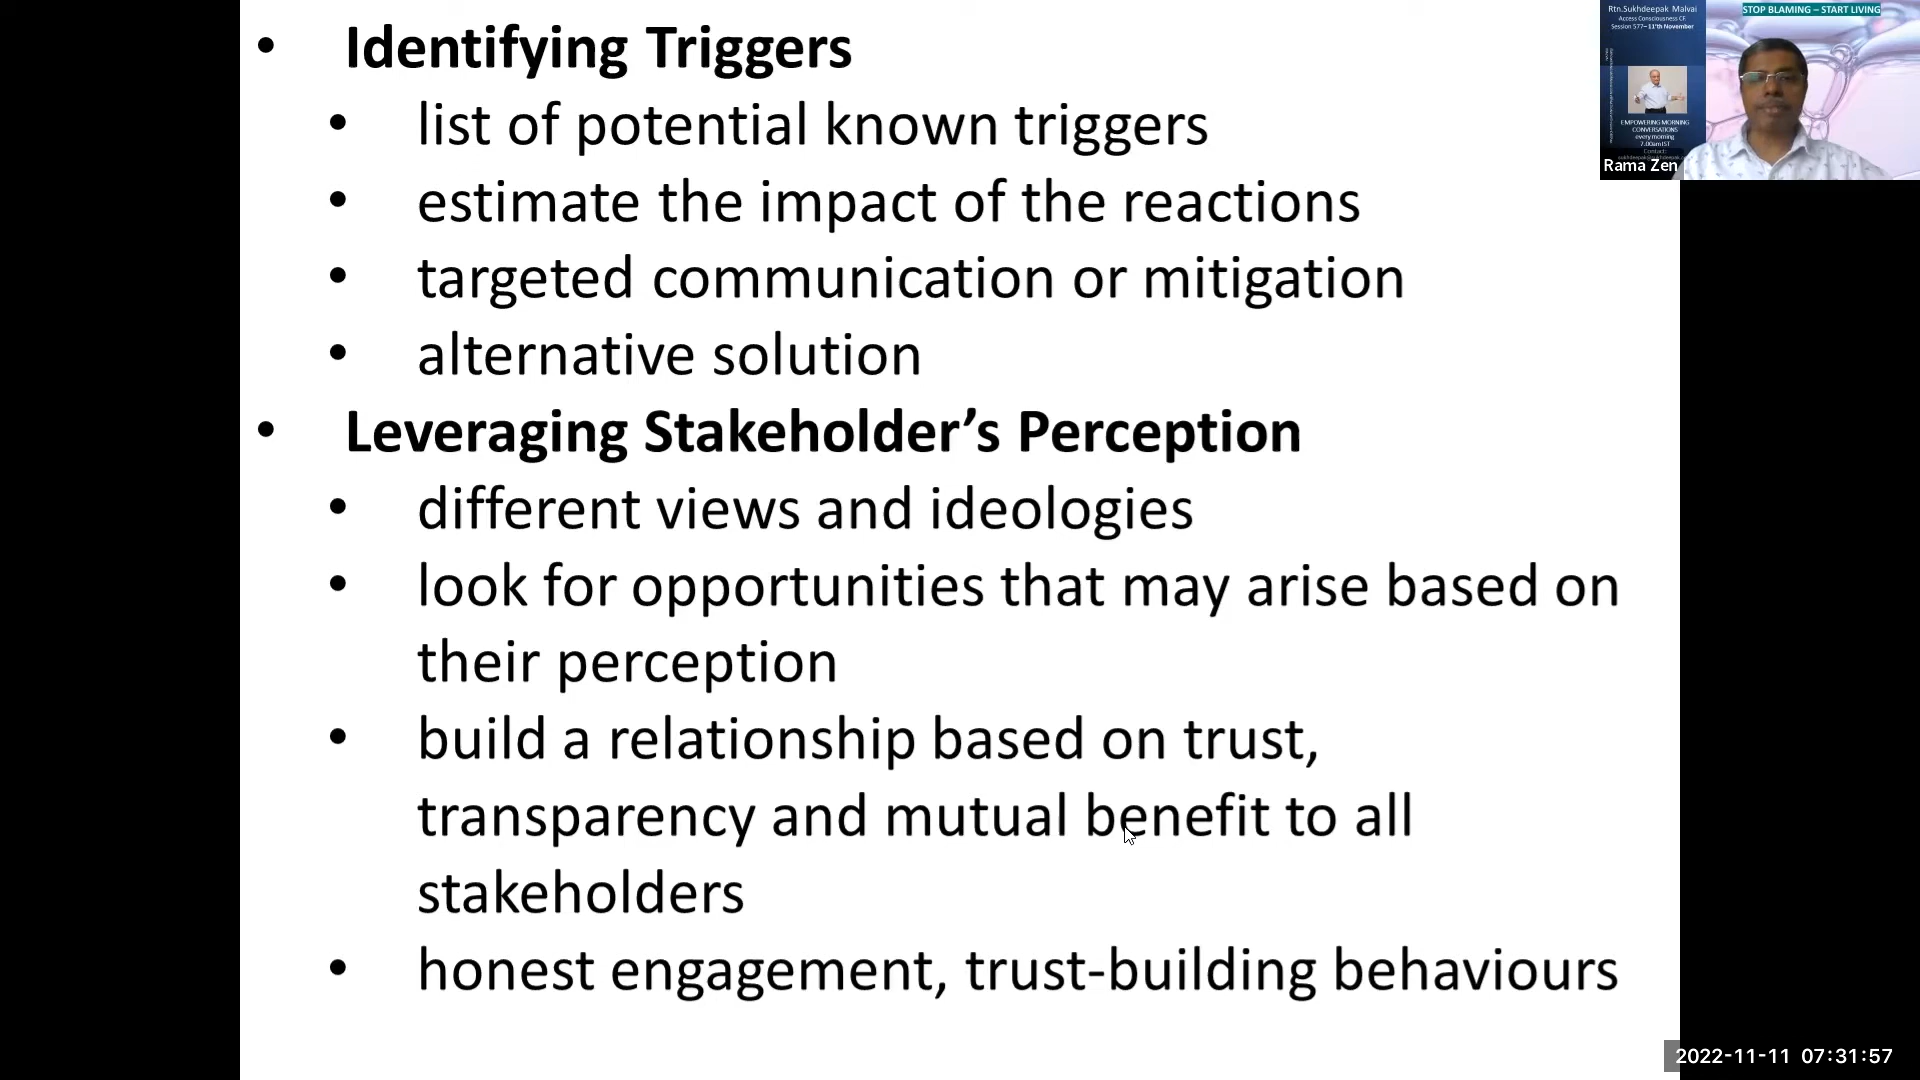 • Identifying Triggers
• list of potential known triggers
• estimate the impact of the reactions
• targeted communication or mitigation
• alternative solution
• Leveraging Stakeholder’s Perception
• different views and ideologies
• look for opportunities that may arise based on
their perception
• build a relationship based on trust,
transparency and mutual benefit to all
stakeholders
• honest engagement, trust-building behaviours
Rtn.Sukhdeepak Malvai
Access Consciousness CF
Session 577–11'th November
EMPOWERING MORNING
CONVERSATIONS
every morning
7.00am IST
Contact:
Rama Zen
STOP BLAMING – START LIVING
2022-11-11 07:31:57